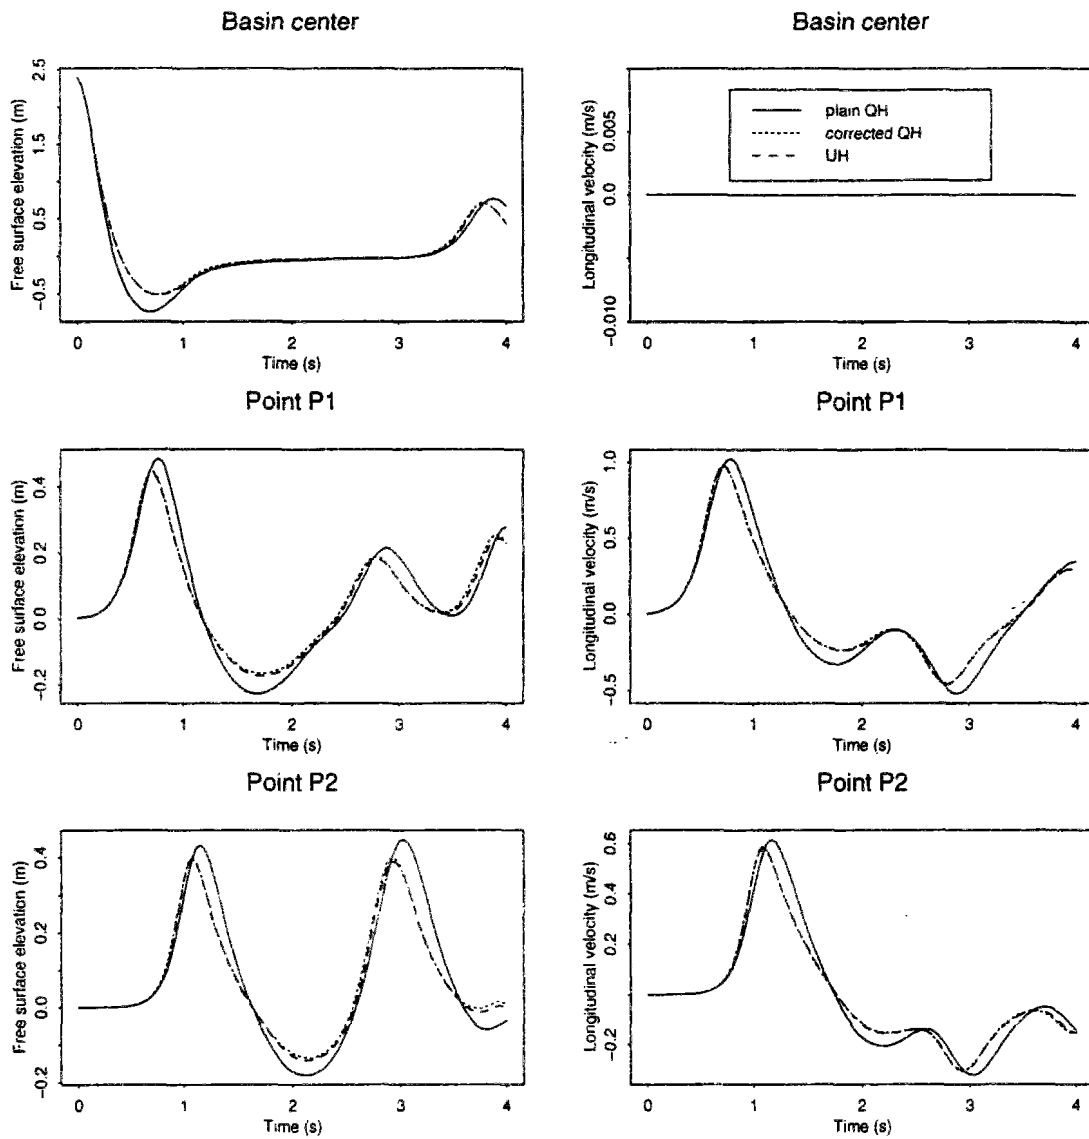 Basin center
Free surface elevation (m)
2.5
1.5
0.5
−0.5
0
1
2
3
4
Time (s)
Basin center
Longitudinal velocity (m/s)
0.005
0.0
−0.010
plain QH
corrected QH
UH
0
1
2
3
4
Time (s)
Point P1
Free surface elevation (m)
0.4
0.2
0.0
−0.2
0
1
2
3
4
Time (s)
Point P1
Longitudinal velocity (m/s)
1.0
0.5
0.0
−0.5
0
1
2
3
4
Time (s)
Point P2
Free surface elevation (m)
0.4
0.2
0.0
−0.2
0
1
2
3
4
Time (s)
Point P2
Longitudinal velocity (m/s)
0.6
0.4
0.2
−0.2
0
1
2
3
4
Time (s)